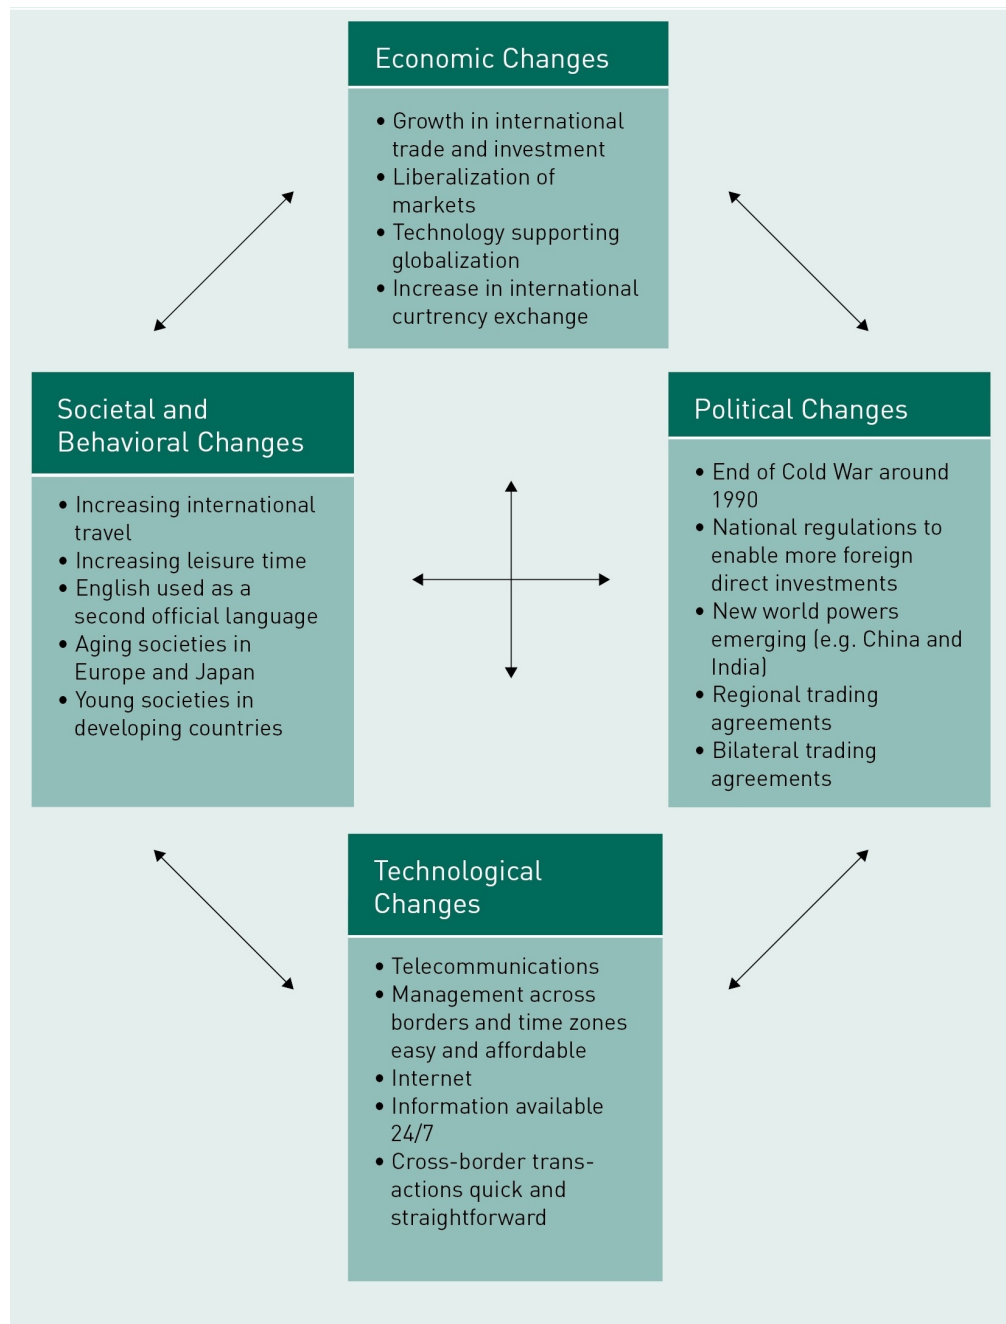 Economic Changes
• Growth in international
trade and investment
• Liberalization of
markets
• Technology supporting
globalization
• Increase in international
curtrency exchange
Societal and
Behavioral Changes
• Increasing international
travel
• Increasing leisure time
• English used as a
second official language
• Aging societies in
Europe and Japan
• Young societies in
developing countries
Political Changes
• End of Cold War around
1990
• National regulations to
enable more foreign
direct investments
• New world powers
emerging (e.g. China and
India)
• Regional trading
agreements
• Bilateral trading
agreements
Technological
Changes
• Telecommunications
• Management across
borders and time zones
easy and affordable
• Internet
• Information available
24/7
• Cross-border trans-
actions quick and
straightforward